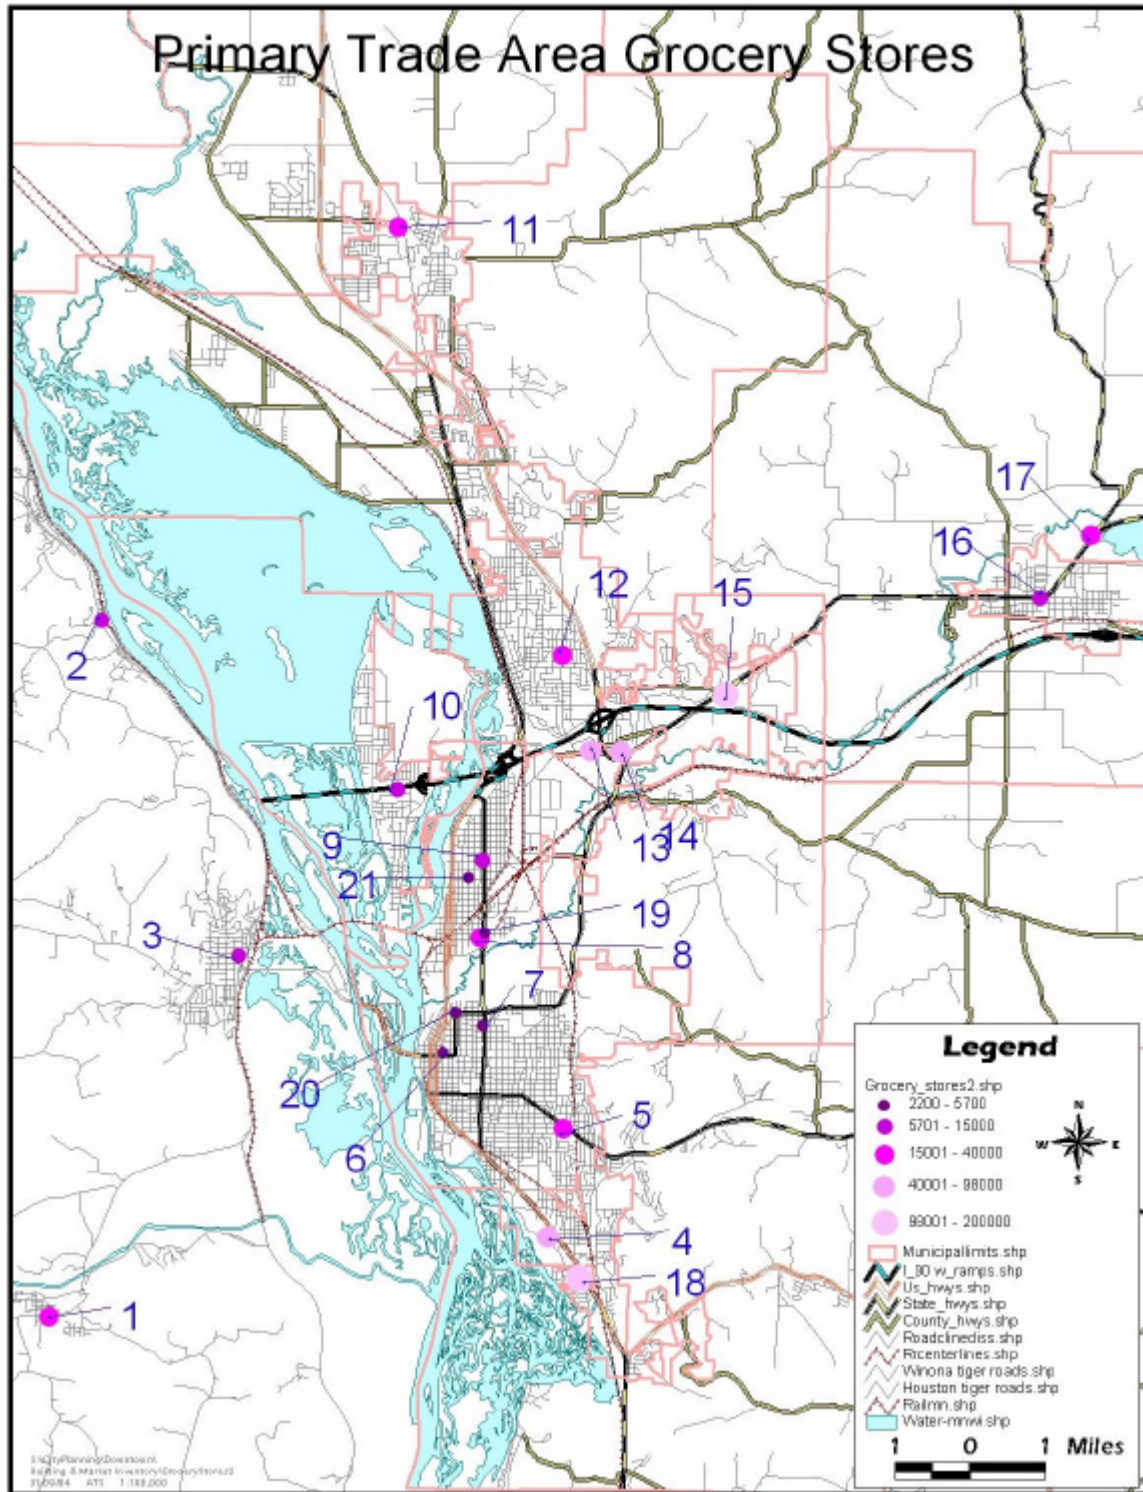 Primary Trade Area Grocery Stores
11
17
16
12
15
2
10
13
14
9
21
19
3
8
7
20
5
6
4
18
1
Legend
Grocery_stores2.shp
2200 - 5700
5701 - 15000
15001 - 40000
40001 - 98000
98001 - 200000
N
W
E
S
Municipallimits.shp
I_90 w_ramps.shp
Us_hwys.shp
State_hwys.shp
County_hwys.shp
Roadclinediss.shp
Rrcenterlines.shp
Winona tiger roads.shp
Houston tiger roads.shp
Railmn.shp
Water-mnwi.shp
1 0 1 Miles